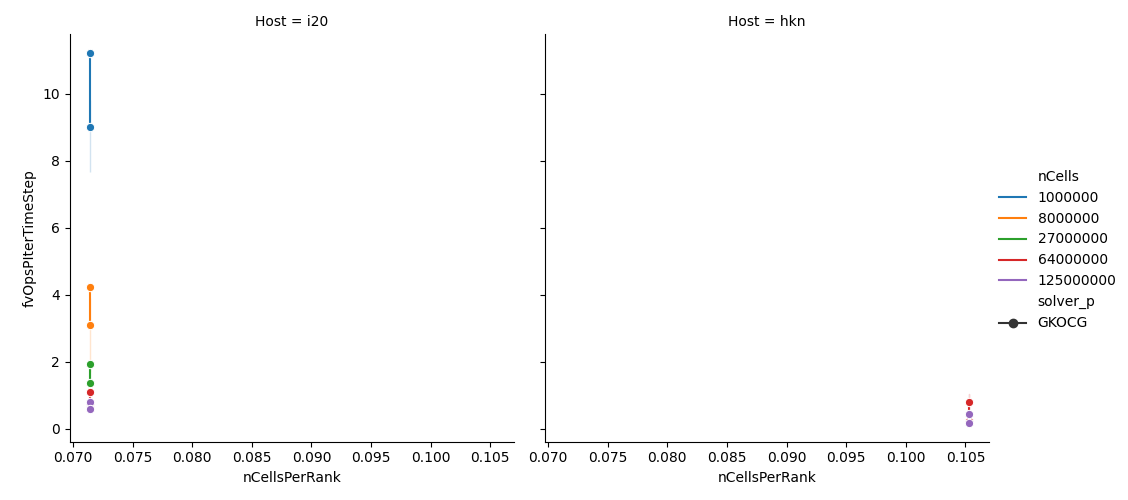 Host = i20
Host = hkn
fvOpsPIterTimeStep
10
8
6
4
2
0
0.070 0.075 0.080 0.085 0.090 0.095 0.100 0.105
nCellsPerRank
0.070 0.075 0.080 0.085 0.090 0.095 0.100 0.105
nCellsPerRank
nCells
1000000
8000000
27000000
64000000
125000000
solver_p
GKOCG